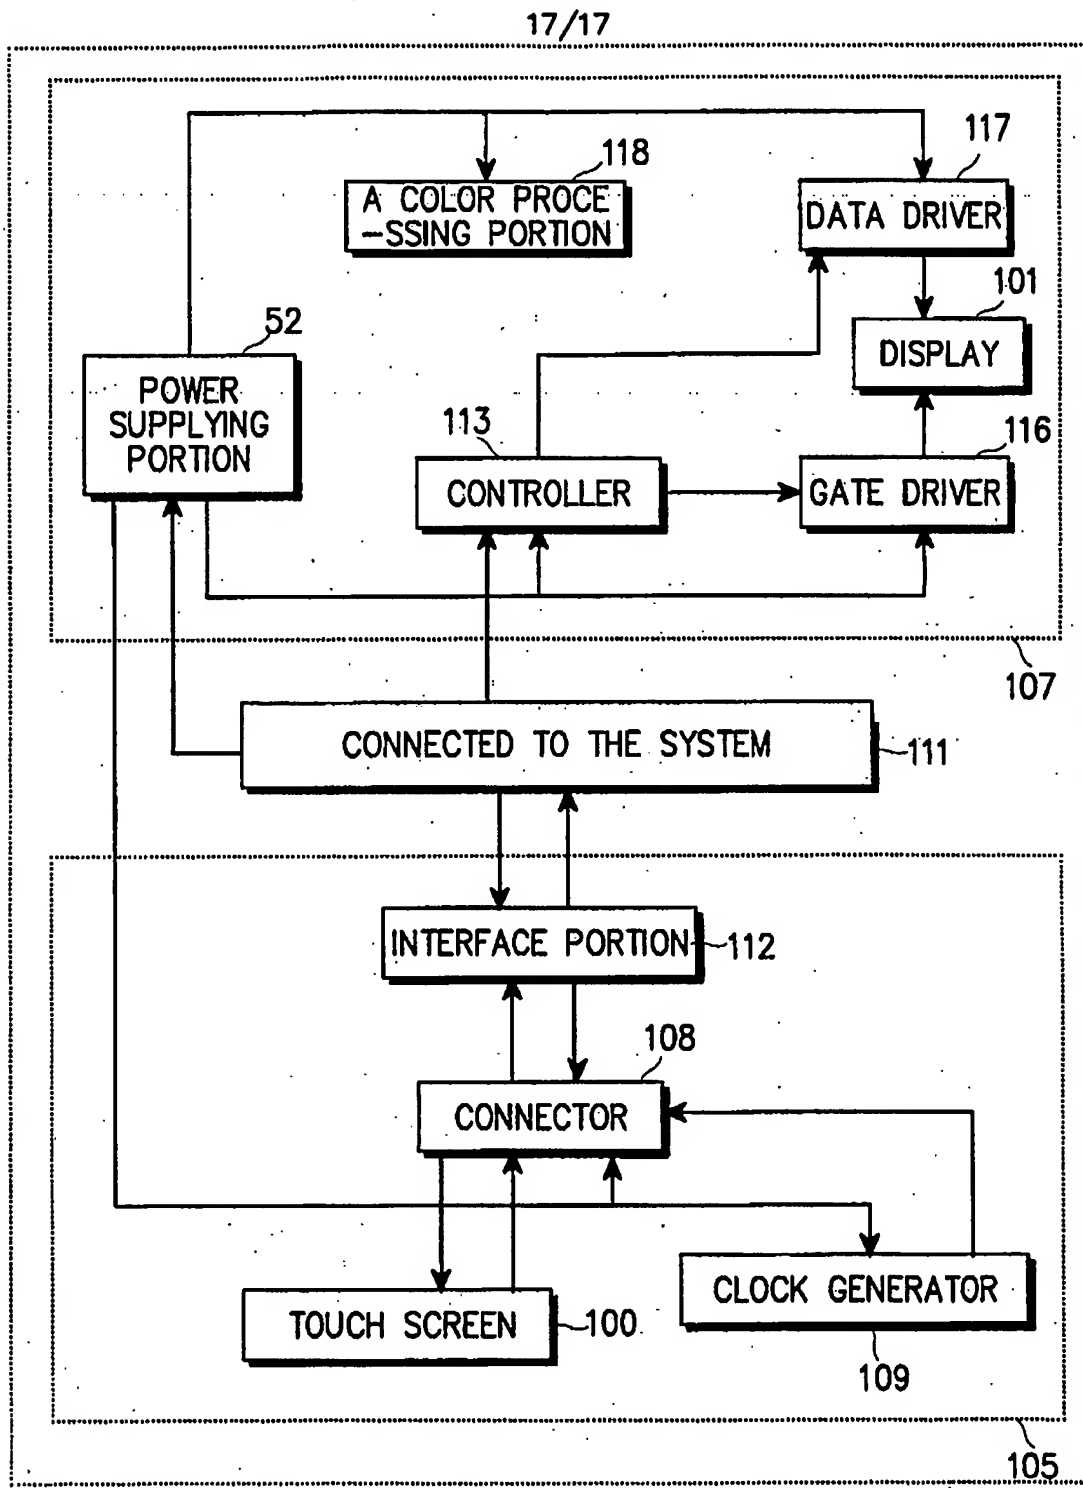 17/17
117
118
A COLOR PROCE
-SSING PORTION
DATA DRIVER
101
52
DISPLAY
POWER
SUPPLYING
PORTION
113
116
CONTROLLER
GATE DRIVER
107
CONNECTED TO THE SYSTEM
111
INTERFACE PORTION
112
108
CONNECTOR
CLOCK GENERATOR
TOUCH SCREEN
100
109
105